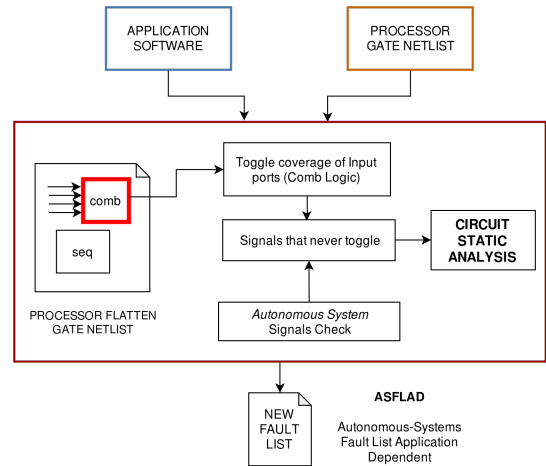 APPLICATION
SOFTWARE
PROCESSOR
GATE NETLIST
Toggle coverage of Input
ports (Comb Logic)
comb
seq
Signals that never toggle
CIRCUIT
STATIC
ANALYSIS
PROCESSOR FLATTEN
GATE NETLIST
Autonomous System
Signals Check
NEW
FAULT
LIST
ASFLAD
Autonomous-Systems
Fault List Application
Dependent